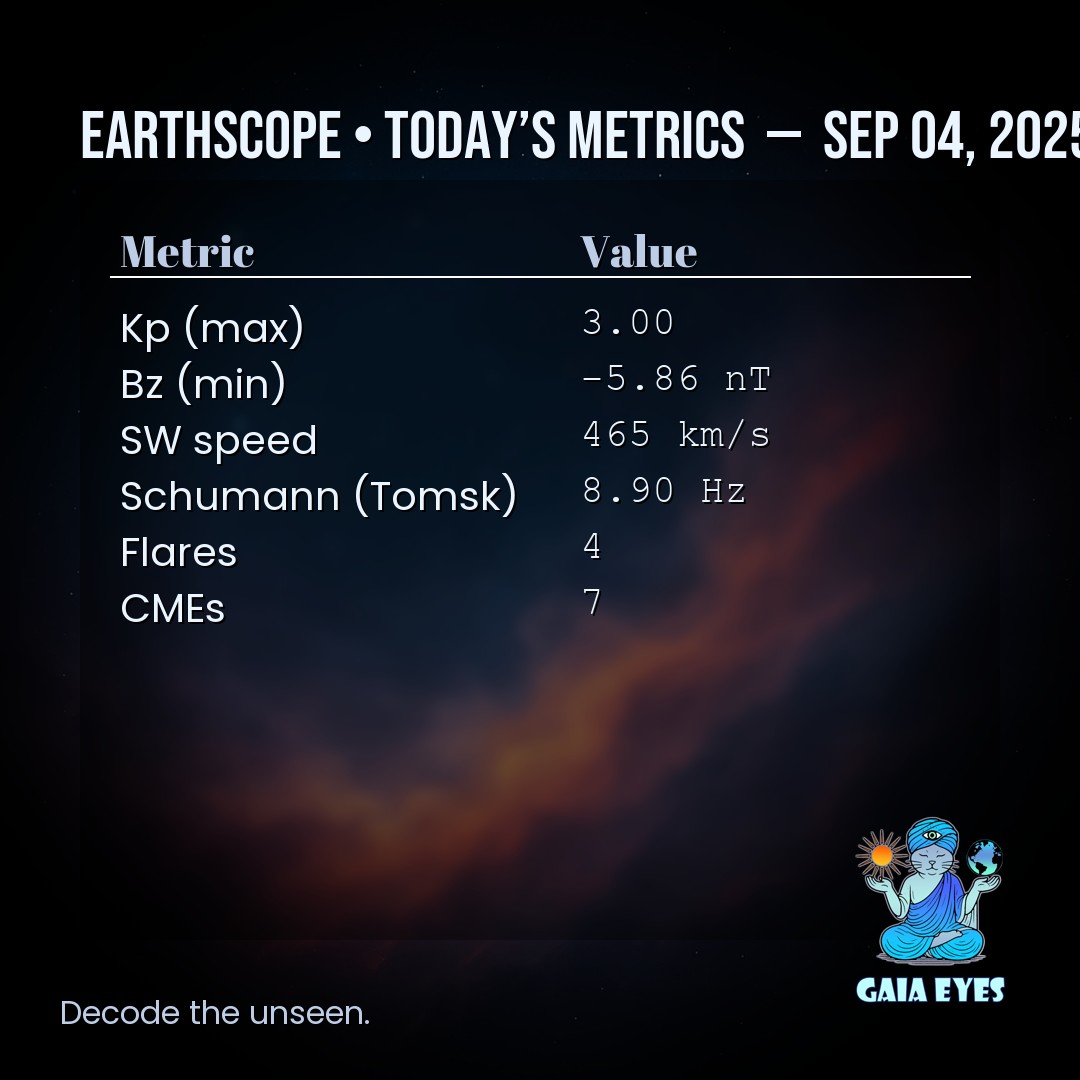 EARTHSCOPE • TODAY’S METRICS — SEP 04, 2025
Metric Value
Kp (max) 3.00
Bz (min) −5.86 nT
SW speed 465 km/s
Schumann (Tomsk) 8.90 Hz
Flares 4
CMEs 7
GAIA EYES
Decode the unseen.